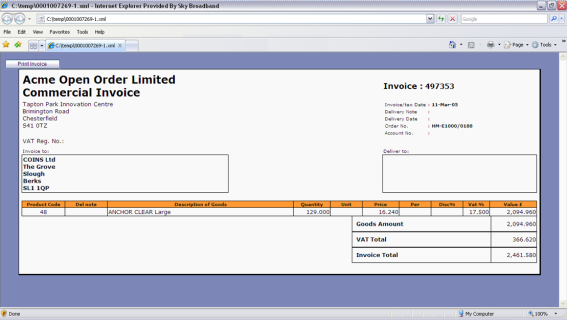 C:\temp\0001007269-1.xml - Internet Explorer Provided By Sky Broadband
C:\temp\0001007269-1.xml
Google
File Edit View Favorites Tools Help
C:\temp\0001007269-1.xml
Page Tools
Print Invoice
Acme Open Order Limited
Commercial Invoice
Invoice : 497353
Tapton Park Innovation Centre
Brimington Road
Chesterfield
S41 0TZ
Invoice/tax Date : 11-Mar-05
Delivery Note :
Delivery Date :
Order No. : HM-E1000/0188
Account No. :
VAT Reg. No.:
Invoice to:
Deliver to:
COINS Ltd
The Grove
Slough
Berks
SL1 1QP
Product Code Del note Description of Goods Quantity Unit Price Per Disc% Vat % Value £
48 ANCHOR CLEAR Large 129.000 16.240 17.500 2,094.960
Goods Amount 2,094.960
VAT Total 366.620
Invoice Total 2,461.580
Done My Computer 100%